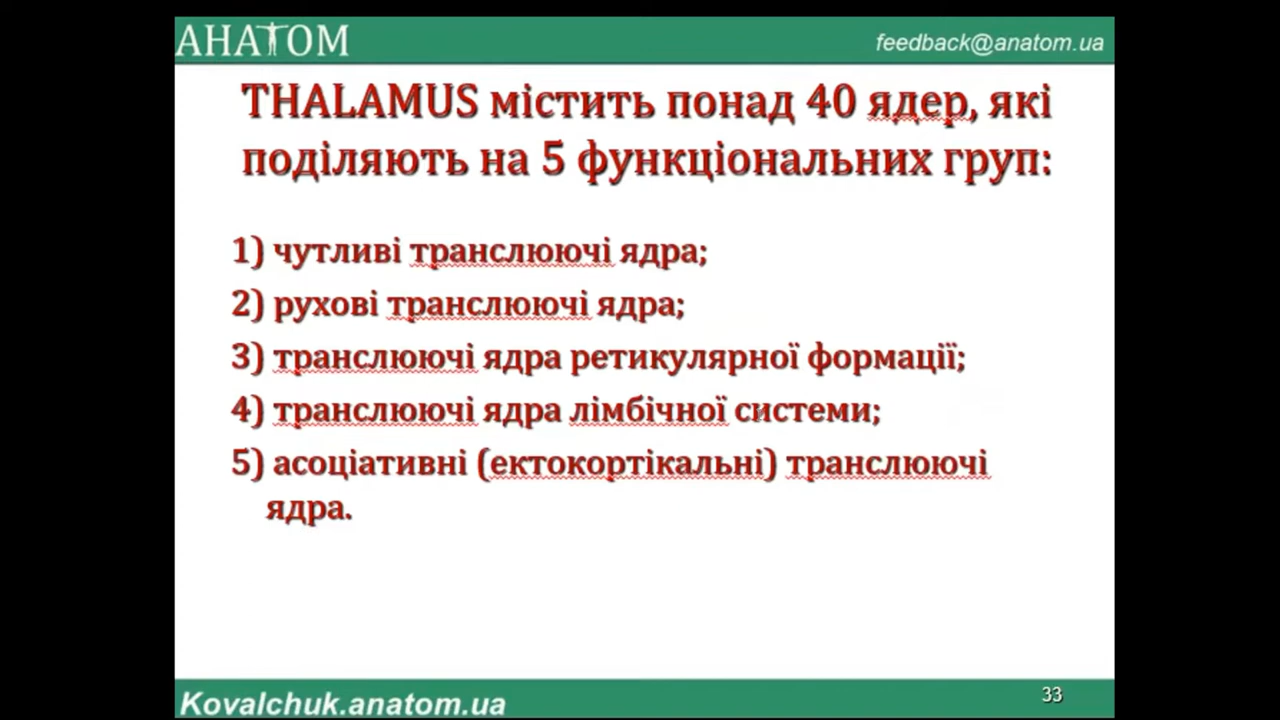 АНАТОМ
feedback@anatom.ua
THALAMUS містить понад 40 ядер, які
поділяють на 5 функціональних груп:
1) чутливі транслюючі ядра;
2) рухові транслюючі ядра;
3) транслюючі ядра ретикулярної формації;
4) транслюючі ядра лімбічної системи;
5) асоціативні (ектокортікальні) транслюючі
ядра.
Kovalchuk.anatom.ua
33